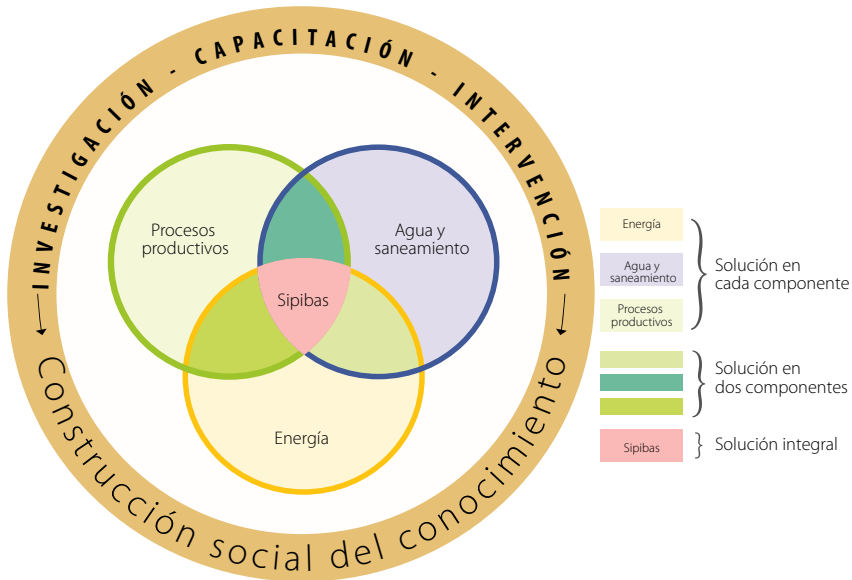 INVESTIGACIÓN - CAPACITACIÓN - INTERVENCIÓN
Procesos
productivos
Agua y
saneamiento
Sipibas
Energía
Construcción social del conocimiento
Energía
Agua y
saneamiento
Procesos
productivos
Solución en
cada componente
Solución en
dos componentes
Sipibas
Solución integral